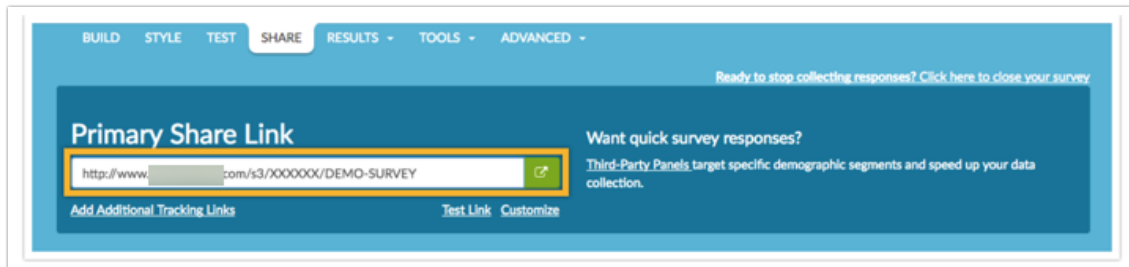 BUILD STYLE TEST SHARE RESULTS TOOLS ADVANCED
Ready to stop collecting responses? Click here to close your survey
Primary Share Link
http://www. com/s3/XXXXXX/DEMO-SURVEY
Add Additional Tracking Links Test Link Customize
Want quick survey responses?
Third-Party Panels target specific demographic segments and speed up your data
collection.